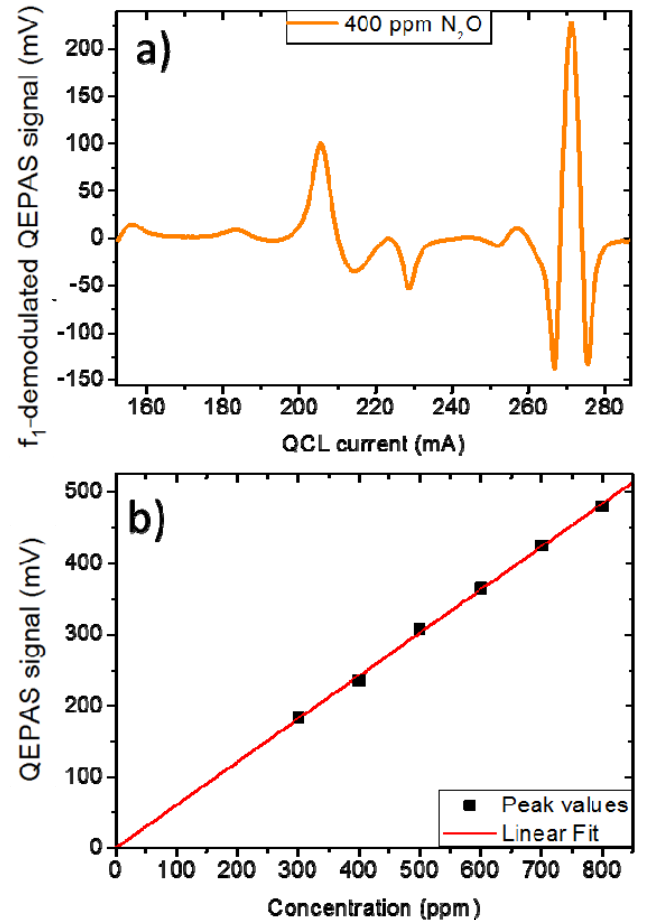 a)
400 ppm N₂O
f₁-demodulated QEPAS signal (mV)
200
150
100
50
0
-50
-100
-150
160 180 200 220 240 260 280
QCL current (mA)
b)
QEPAS signal (mV)
500
400
300
200
100
0
0 100 200 300 400 500 600 700 800
Peak values
Linear Fit
Concentration (ppm)